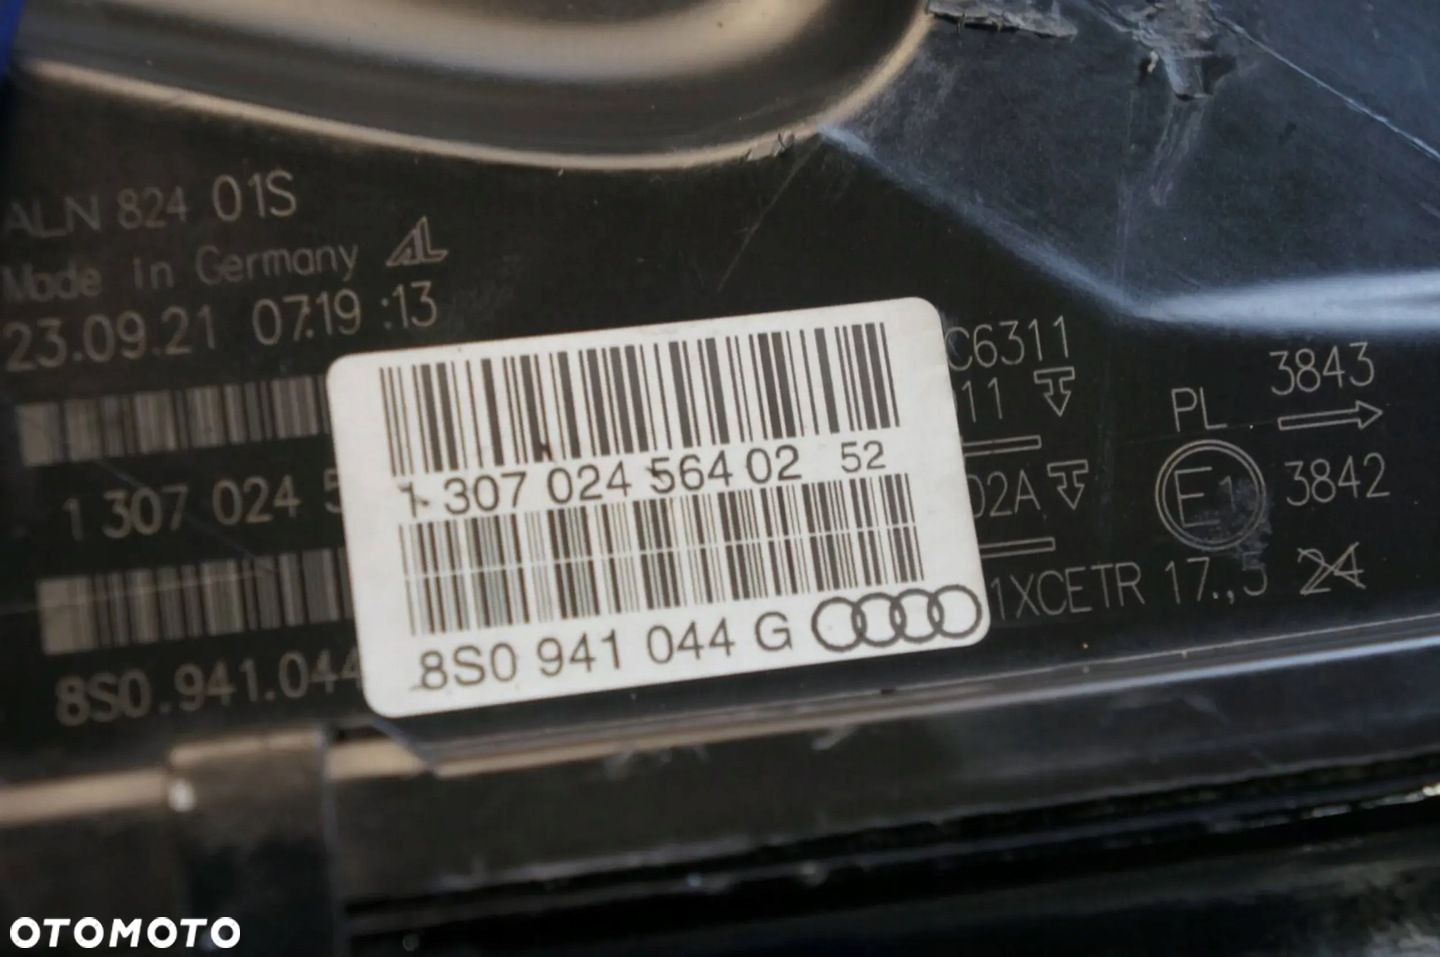 ALN 824 01S
Made in Germany AL
23.09.21 07.19 :13
1 307 024 564 02 52
8S0 941 044 G
1 307 024
8S0.941.044
C6311
11
02A
1XCETR 17.,5 24
PL
E1
3843
3842
OTOMOTO